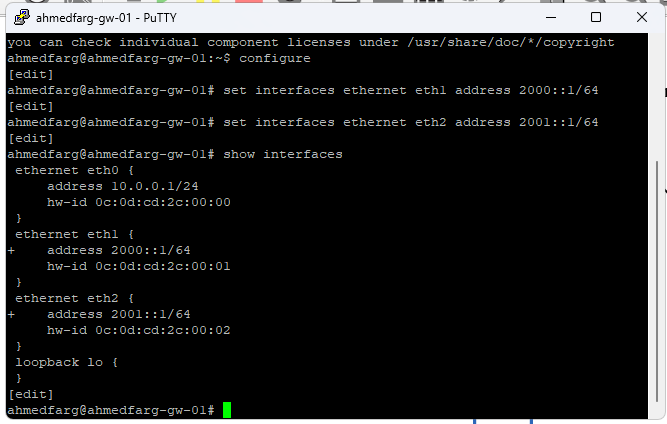 ahmedfarg-gw-01 - PuTTY
you can check individual component licenses under /usr/share/doc/*/copyright
ahmedfarg@ahmedfarg-gw-01:~$ configure
[edit]
ahmedfarg@ahmedfarg-gw-01# set interfaces ethernet eth1 address 2000::1/64
[edit]
ahmedfarg@ahmedfarg-gw-01# set interfaces ethernet eth2 address 2001::1/64
[edit]
ahmedfarg@ahmedfarg-gw-01# show interfaces
 ethernet eth0 {
     address 10.0.0.1/24
     hw-id 0c:0d:cd:2c:00:00
 }
 ethernet eth1 {
+    address 2000::1/64
     hw-id 0c:0d:cd:2c:00:01
 }
 ethernet eth2 {
+    address 2001::1/64
     hw-id 0c:0d:cd:2c:00:02
 }
 loopback lo {
 }
[edit]
ahmedfarg@ahmedfarg-gw-01#